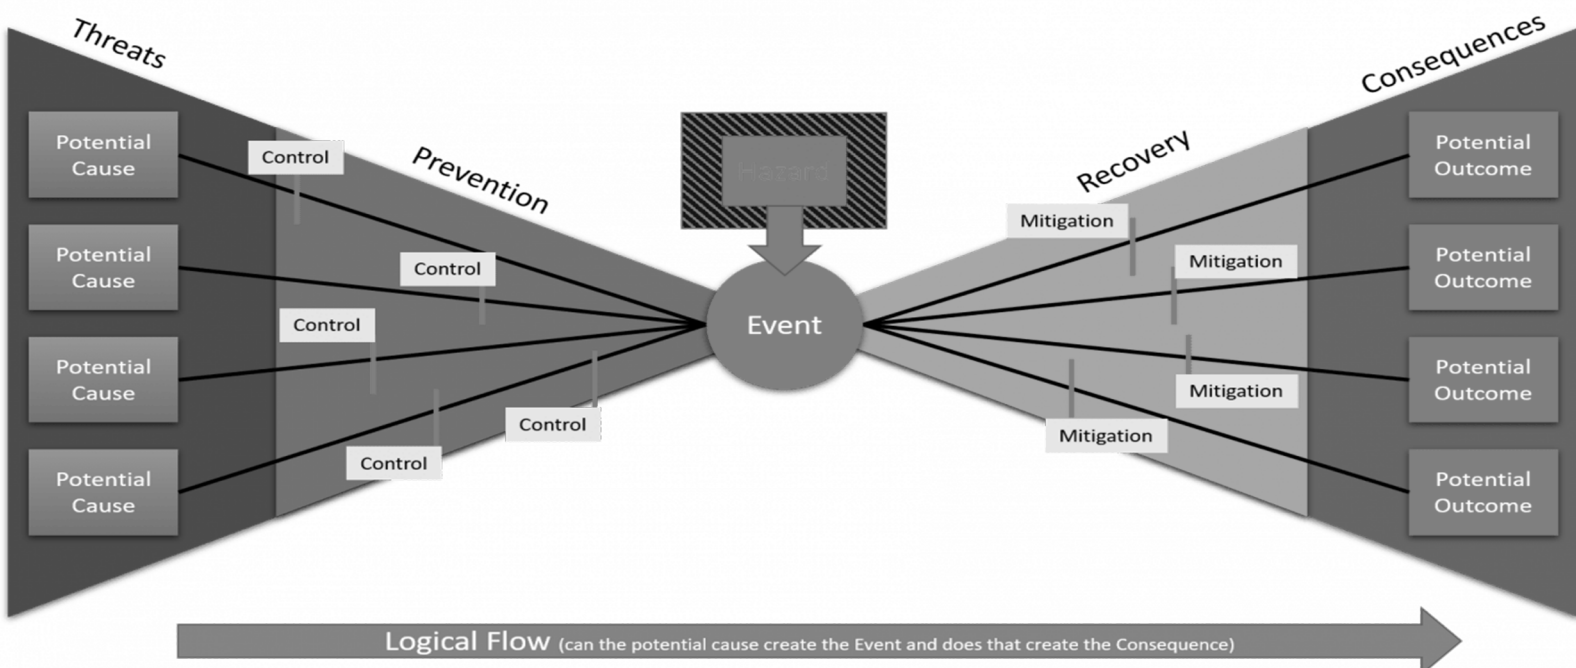 Threats
Consequences
Potential
Cause
Control
Prevention
Hazard
Recovery
Potential
Outcome
Mitigation
Potential
Cause
Control
Mitigation
Potential
Outcome
Control
Event
Potential
Cause
Mitigation
Potential
Outcome
Control
Mitigation
Control
Potential
Cause
Potential
Outcome
Logical Flow (can the potential cause create the Event and does that create the Consequence)